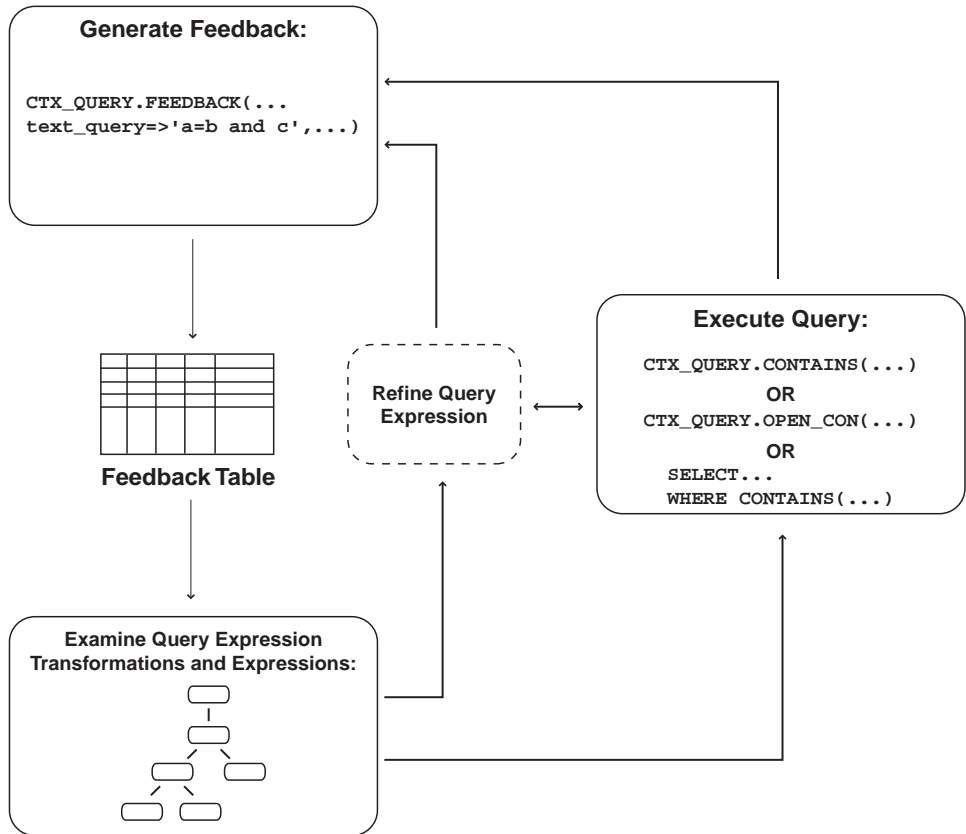 Generate Feedback:
CTX_QUERY.FEEDBACK(...
text_query=>'a=b and c',...)
Feedback Table
Examine Query Expression
Transformations and Expressions:
Refine Query
Expression
Execute Query:
CTX_QUERY.CONTAINS(...)
OR
CTX_QUERY.OPEN_CON(...)
OR
SELECT...
WHERE CONTAINS(...)